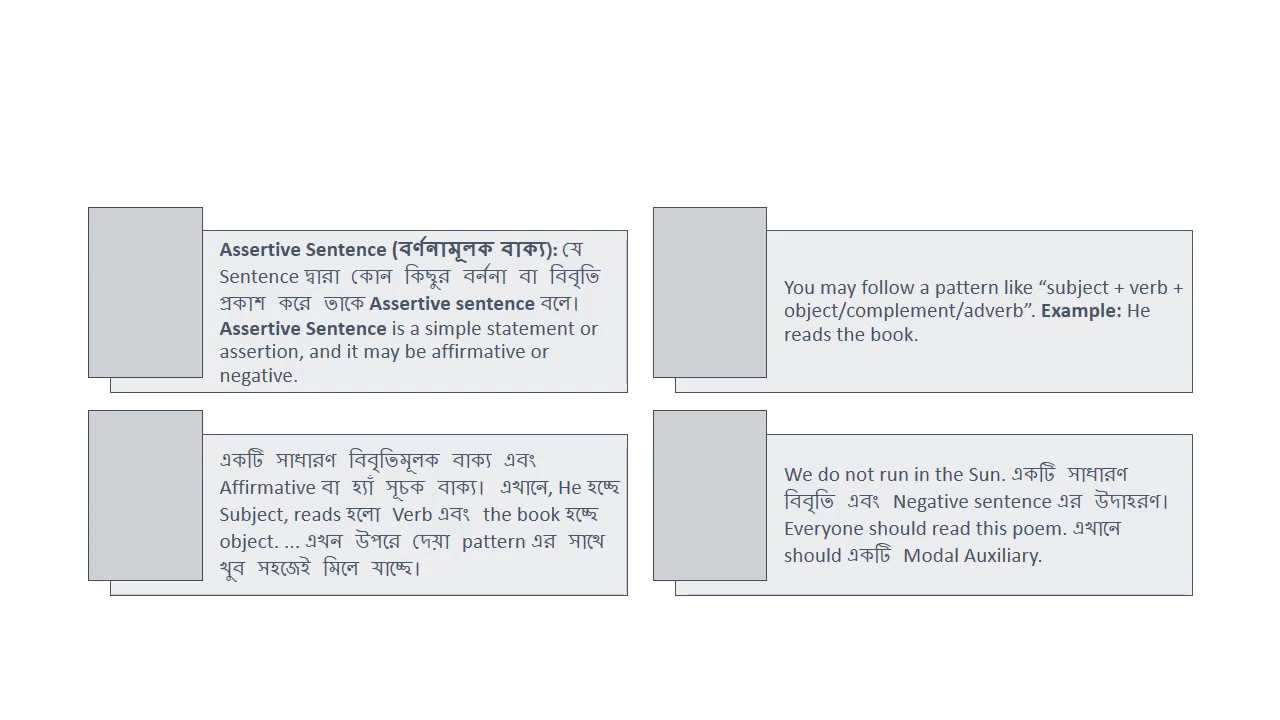 Assertive Sentence (বর্ণনামূলক বাক্য): যে
Sentence দ্বারা কোন কিছুর বর্ননা বা বিবৃতি
প্রকাশ করে তাকে Assertive sentence বলে।
Assertive Sentence is a simple statement or
assertion, and it may be affirmative or
negative.
You may follow a pattern like “subject + verb +
object/complement/adverb”. Example: He
reads the book.
একটি সাধারণ বিবৃতিমূলক বাক্য এবং
Affirmative বা হ্যাঁ সূচক বাক্য। এখানে, He হচ্ছে
Subject, reads হলো Verb এবং the book হচ্ছে
object. ... এখন উপরে দেয়া pattern এর সাথে
খুব সহজেই মিলে যাচ্ছে।
We do not run in the Sun. একটি সাধারণ
বিবৃতি এবং Negative sentence এর উদাহরণ।
Everyone should read this poem. এখানে
should একটি Modal Auxiliary.